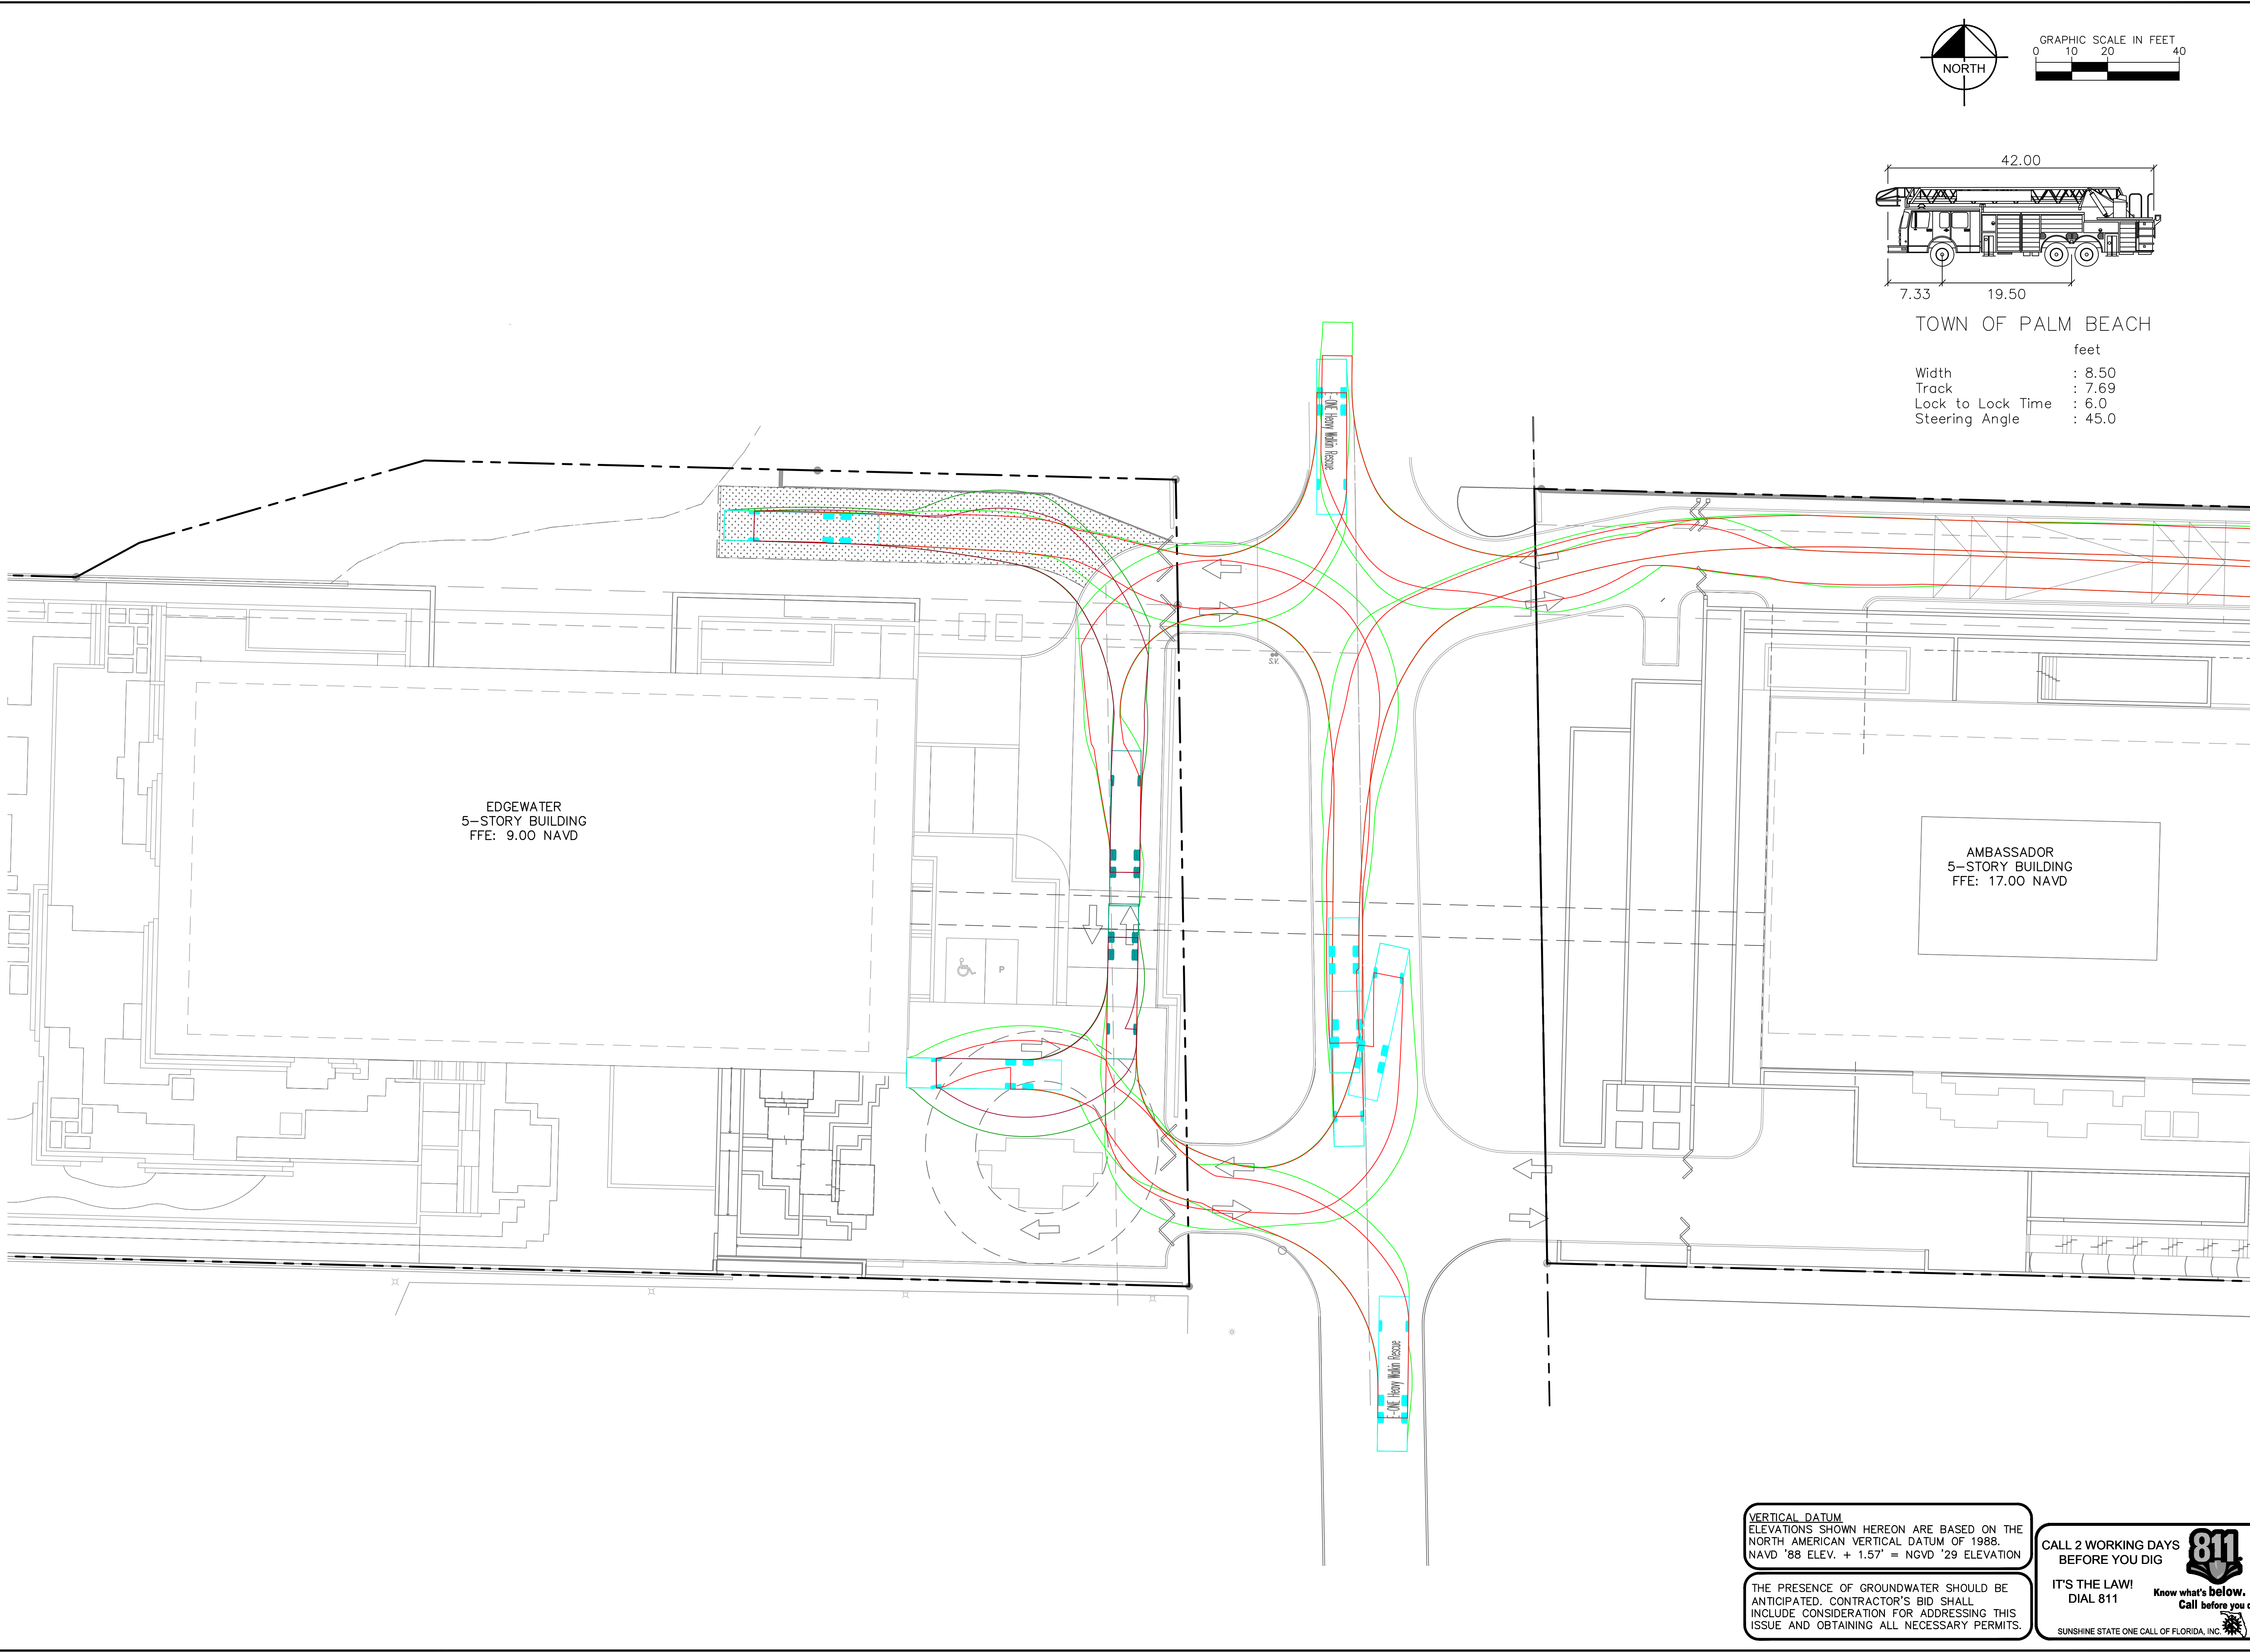 NORTH
GRAPHIC SCALE IN FEET
0 10 20 40
42.00
7.33 19.50
TOWN OF PALM BEACH
feet
Width : 8.50
Track : 7.69
Lock to Lock Time : 6.0
Steering Angle : 45.0
E-ONE Heavy Walkin Rescue
S.V.
EDGEWATER
5-STORY BUILDING
FFE: 9.00 NAVD
AMBASSADOR
5-STORY BUILDING
FFE: 17.00 NAVD
P
E-ONE Heavy Walkin Rescue
VERTICAL DATUM
ELEVATIONS SHOWN HEREON ARE BASED ON THE
NORTH AMERICAN VERTICAL DATUM OF 1988.
NAVD '88 ELEV. + 1.57' = NGVD '29 ELEVATION
THE PRESENCE OF GROUNDWATER SHOULD BE
ANTICIPATED. CONTRACTOR'S BID SHALL
INCLUDE CONSIDERATION FOR ADDRESSING THIS
ISSUE AND OBTAINING ALL NECESSARY PERMITS.
CALL 2 WORKING DAYS
BEFORE YOU DIG
IT'S THE LAW!
DIAL 811
811
Know what's below.
Call before you
SUNSHINE STATE ONE CALL OF FLORIDA, INC.